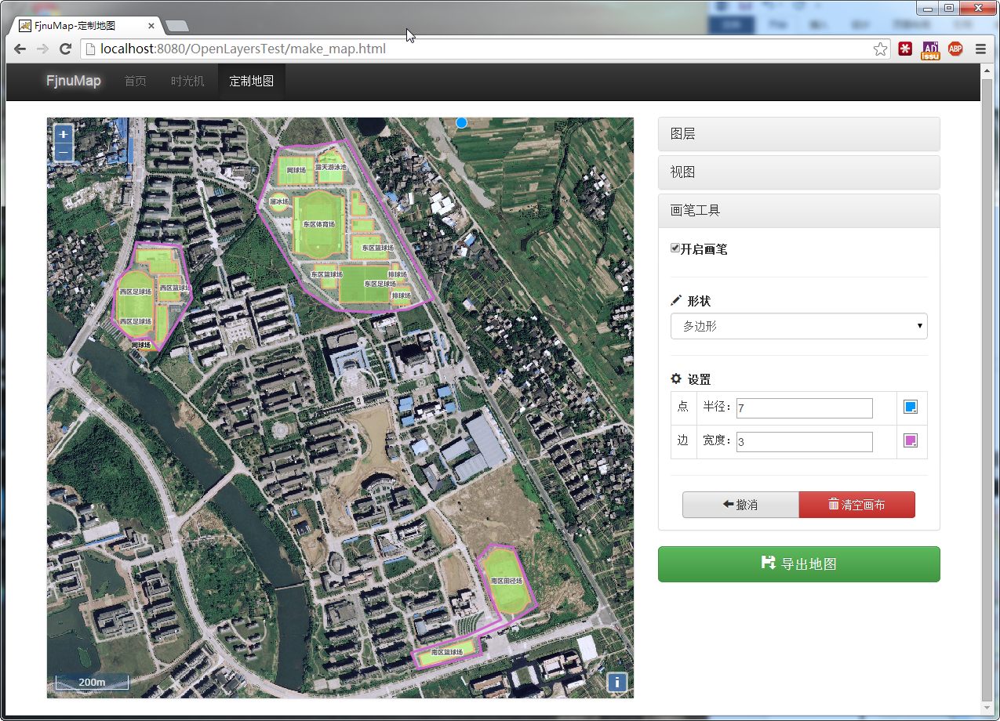 FjnuMap-定制地图
localhost:8080/OpenLayersTest/make_map.html
AD
Issu
ABP
FjnuMap 首页 时光机 定制地图
+
−
网球场 露天游泳池
溜冰场
东区体育场
东区篮球场
东区篮球场 排球场
东区足球场
排球场
西区足球场 西区篮球场
西区足球场
网球场
南区田径场
南区篮球场
200m
i
图层
视图
画笔工具
开启画笔
形状
多边形
设置
点 半径：7
边 宽度：3
撤消 清空画布
导出地图